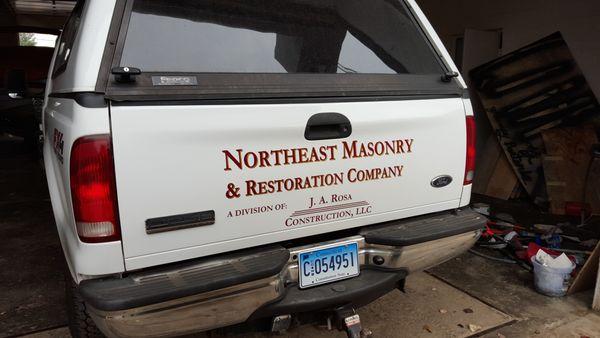 NORTHEAST MASONRY
& RESTORATION COMPANY
A DIVISION OF:
J. A. ROSA
CONSTRUCTION, LLC
Ford
C·054951